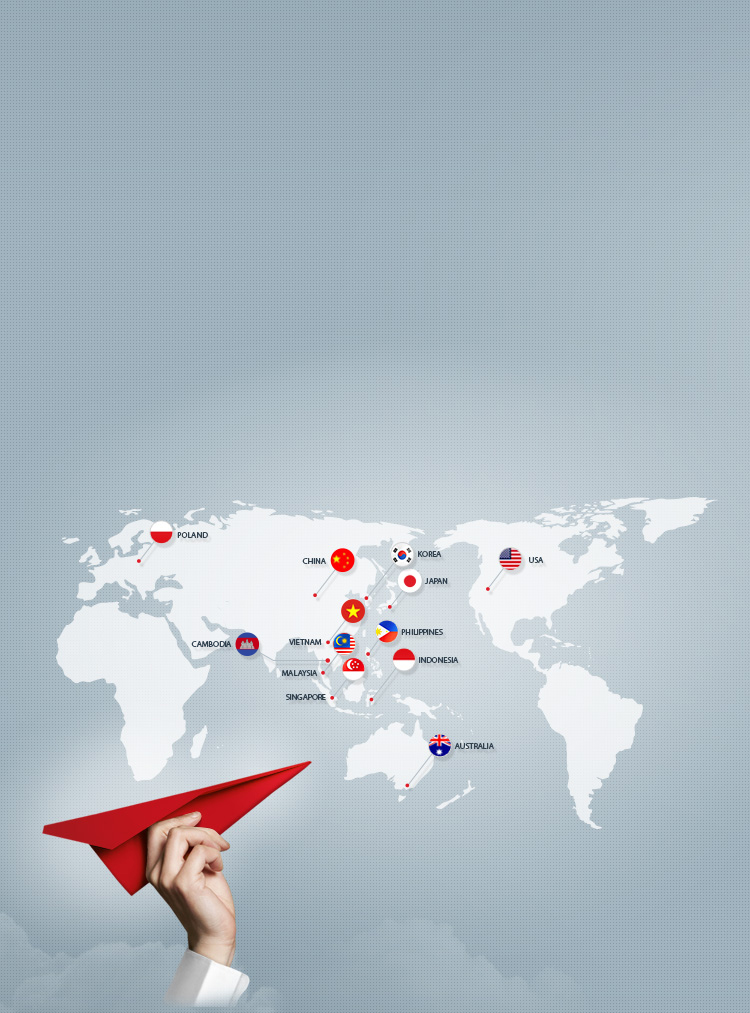 POLAND
CHINA
KOREA
USA
JAPAN
VIETNAM
PHILIPPINES
CAMBODIA
INDONESIA
MALAYSIA
SINGAPORE
AUSTRALIA